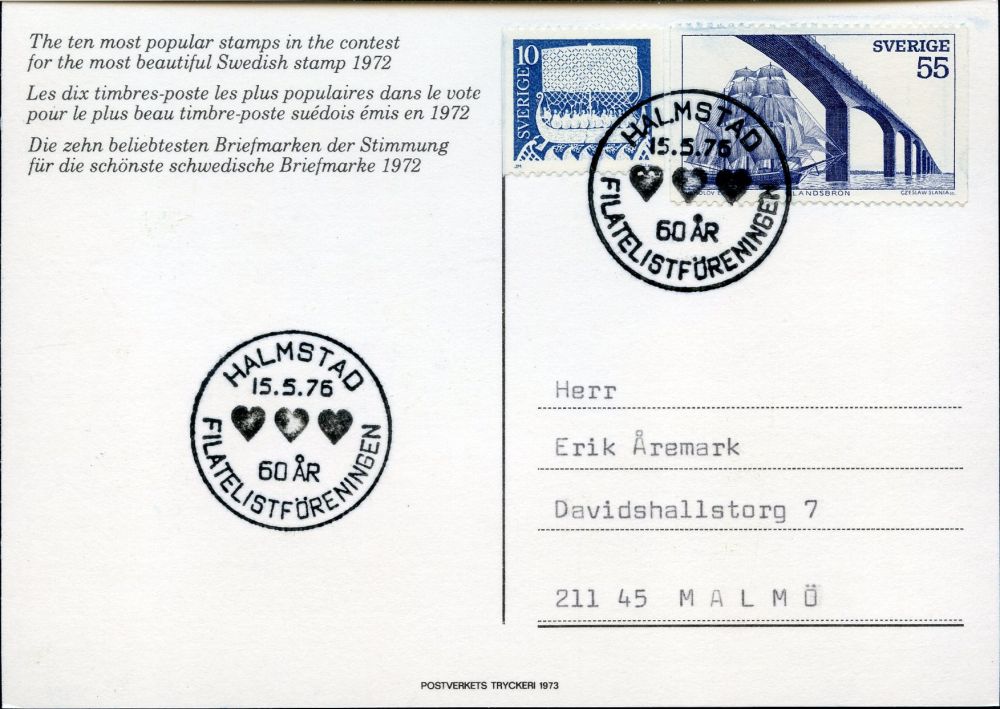 The ten most popular stamps in the contest
for the most beautiful Swedish stamp 1972
Les dix timbres-poste les plus populaires dans le vote
pour le plus beau timbre-poste suédois émis en 1972
Die zehn beliebtesten Briefmarken der Stimmung
für die schönste schwedische Briefmarke 1972
10
SVERIGE
SVERIGE
55
LANDSBRON
CZESLAW SLANIA
HALMSTAD
15.5.76
60 ÅR
FILATELISTFÖRENINGEN
HALMSTAD
15.5.76
60 ÅR
FILATELISTFÖRENINGEN
Herr
Erik Åremark
Davidshallstorg 7
211 45 MALMÖ
POSTVERKETS TRYCKERI 1973